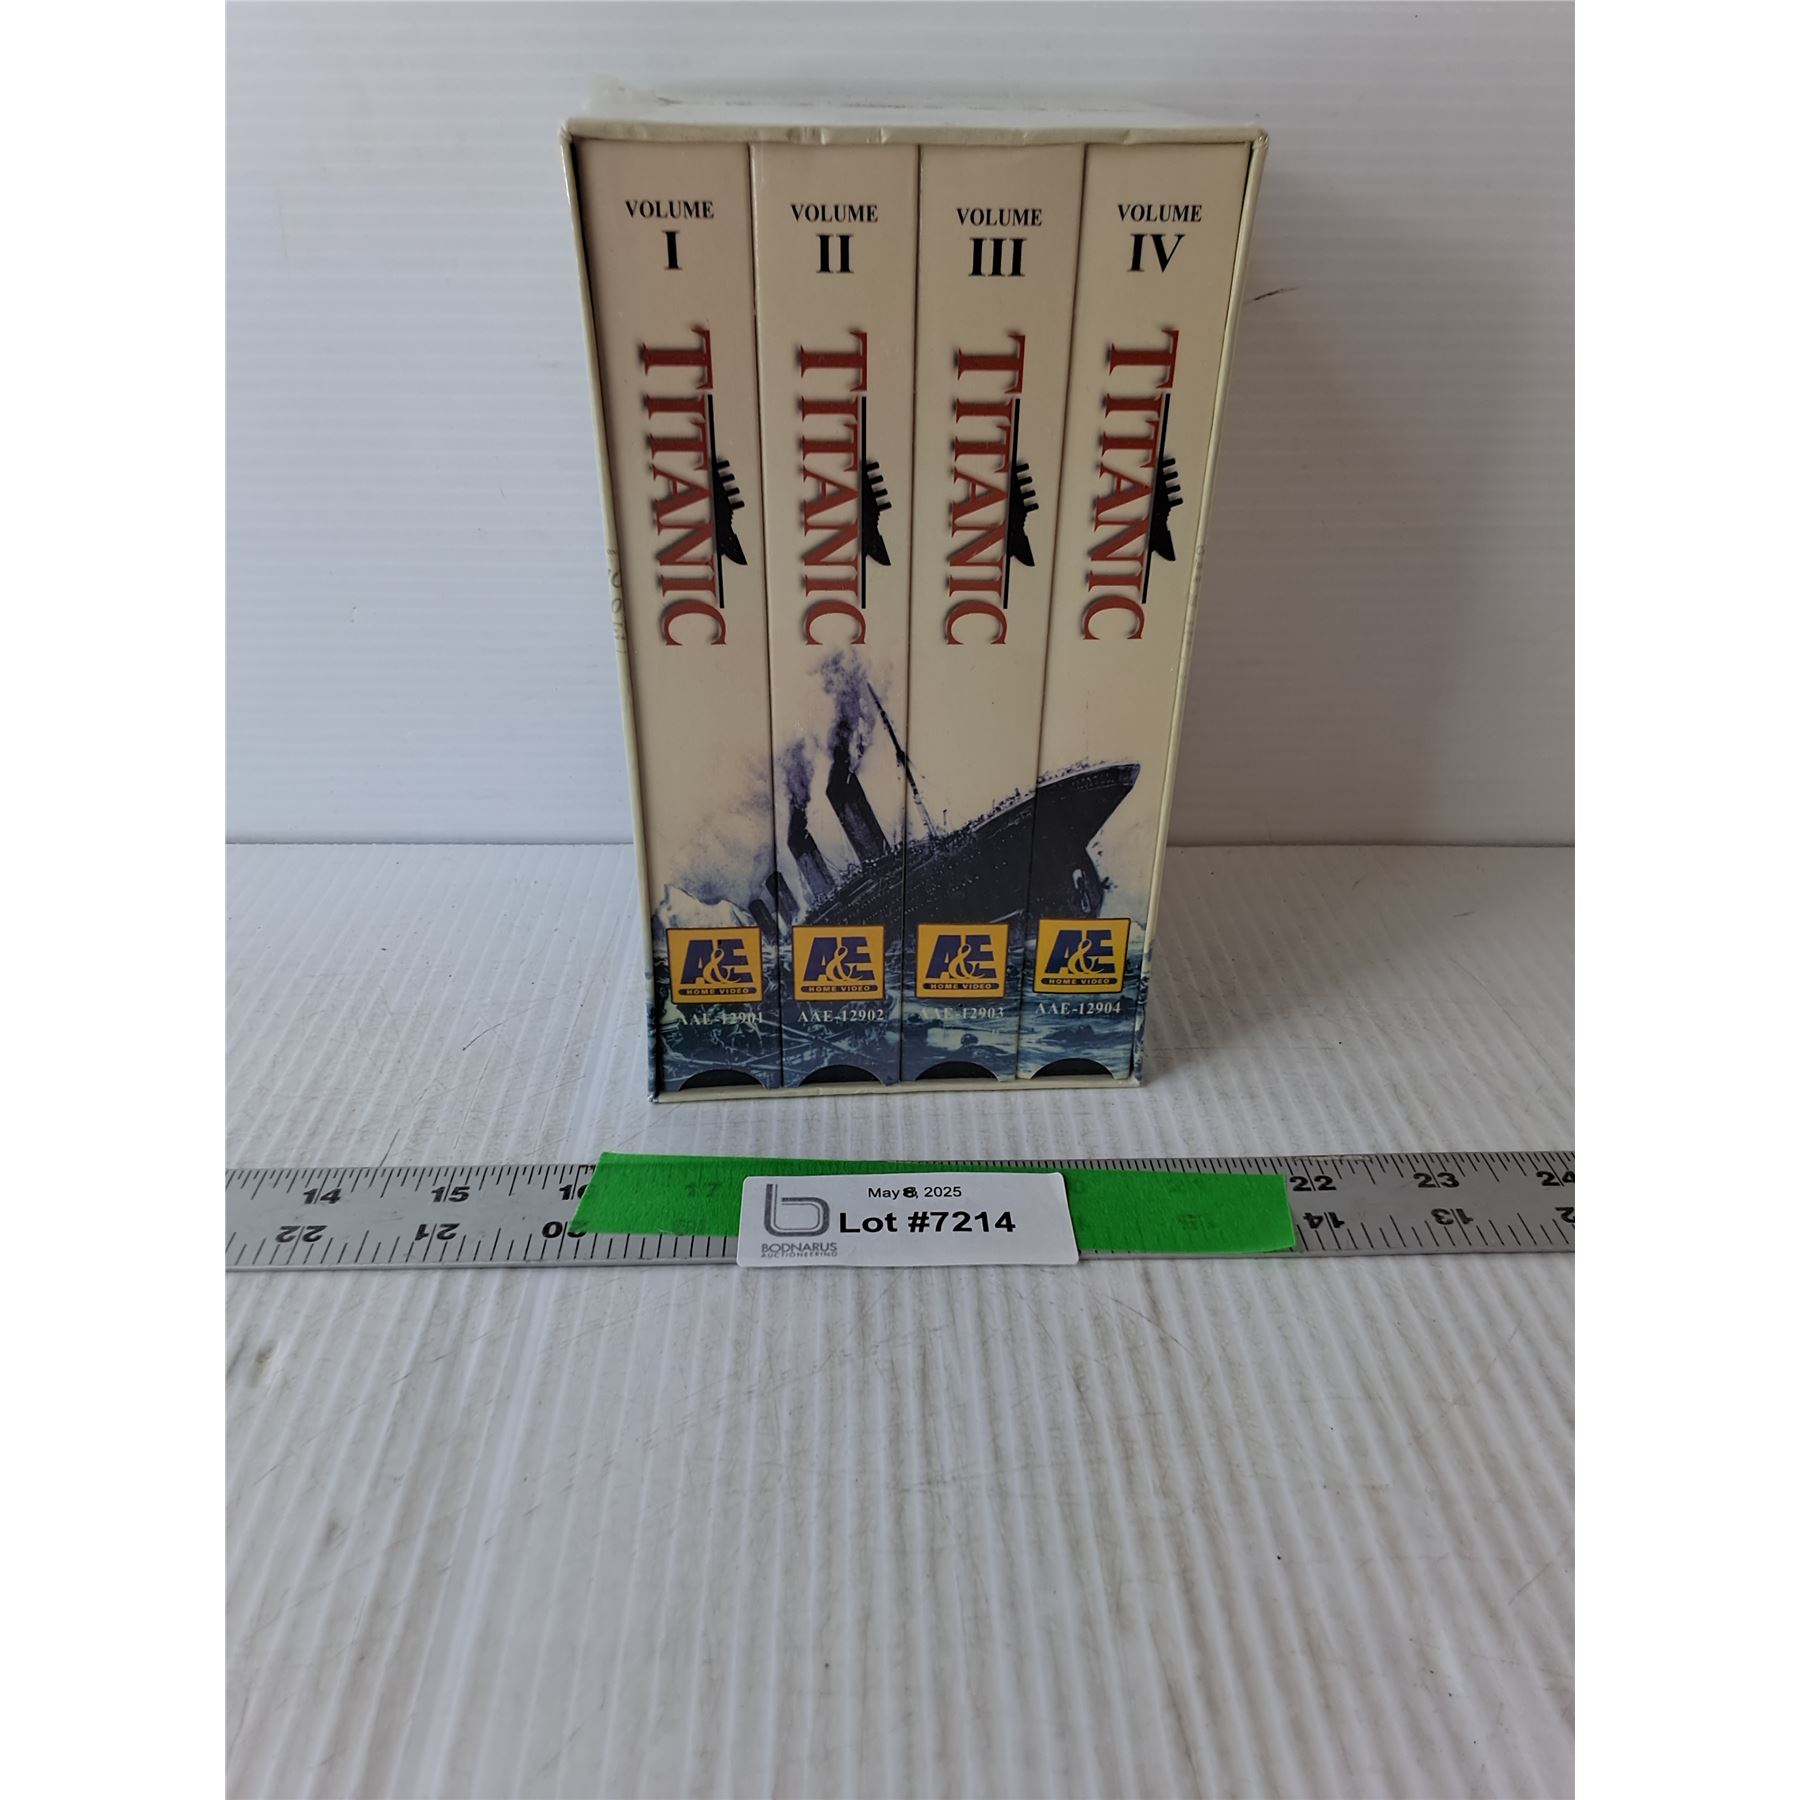 VOLUME
I
TITANIC
A&E
HOME VIDEO
AAE-12901
VOLUME
II
TITANIC
A&E
HOME VIDEO
AAE-12902
VOLUME
III
TITANIC
A&E
HOME VIDEO
AAE-12903
VOLUME
IV
TITANIC
A&E
HOME VIDEO
AAE-12904
14 15 16 17 22 23 24
22 21 20 15 14 13
May 8, 2025
Lot #7214
BODNARUS
AUCTIONEERING